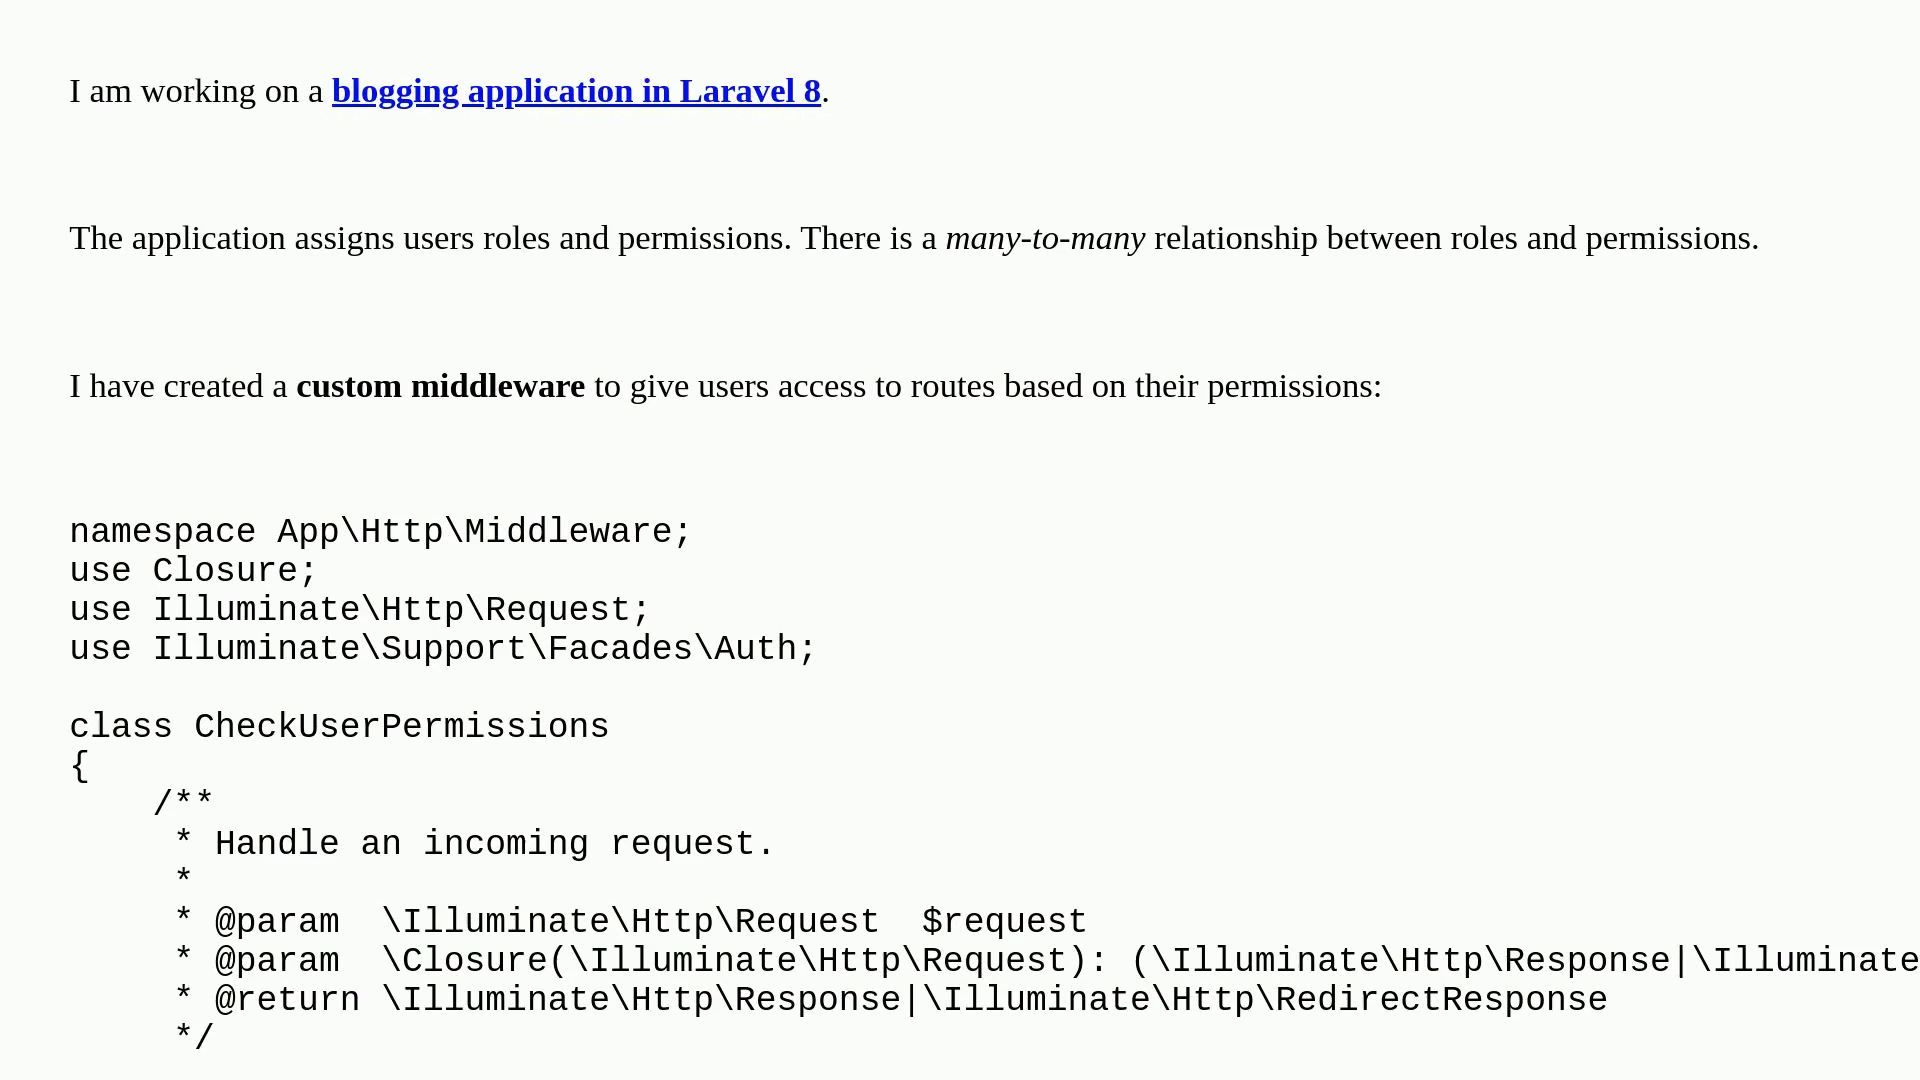 I am working on a blogging application in Laravel 8.
The application assigns users roles and permissions. There is a many-to-many relationship between roles and permissions.
I have created a custom middleware to give users access to routes based on their permissions:
namespace App\Http\Middleware;
use Closure;
use Illuminate\Http\Request;
use Illuminate\Support\Facades\Auth;
class CheckUserPermissions
{
    /**
     * Handle an incoming request.
     *
     * @param  \Illuminate\Http\Request  $request
     * @param  \Closure(\Illuminate\Http\Request): (\Illuminate\Http\Response|\Illuminate
     * @return \Illuminate\Http\Response|\Illuminate\Http\RedirectResponse
     */